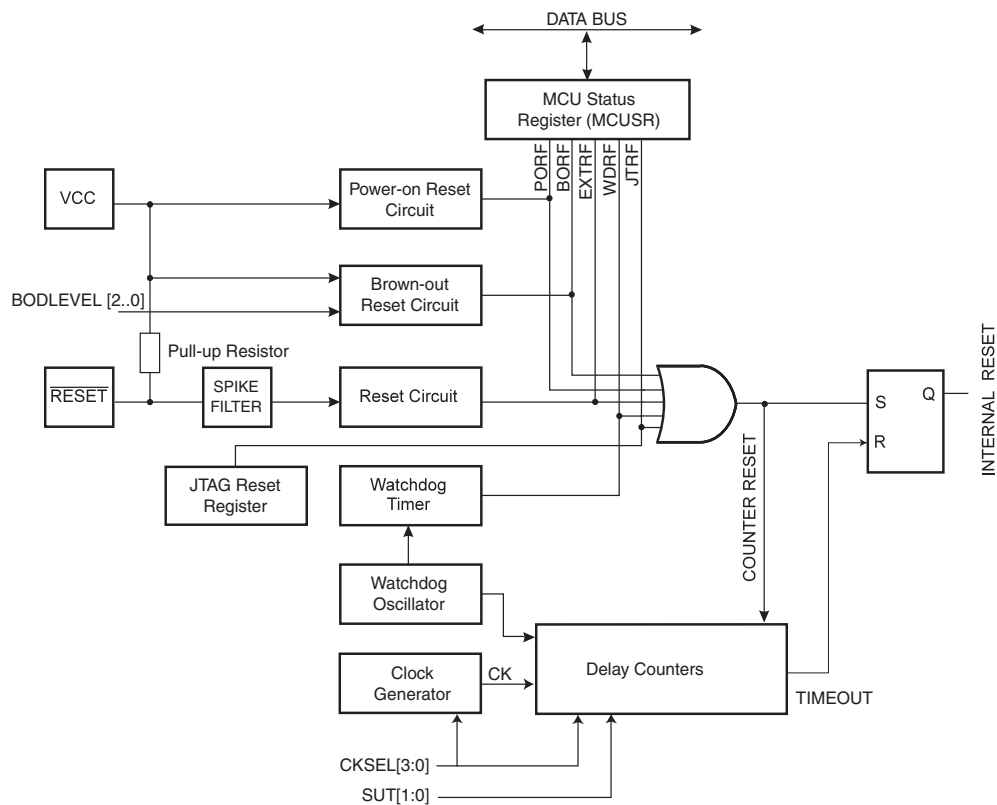 DATA BUS
MCU Status
Register (MCUSR)
PORF
BORF
EXTRF
WDRF
JTRF
VCC
Power-on Reset
Circuit
Brown-out
Reset Circuit
BODLEVEL [2..0]
Pull-up Resistor
RESET
SPIKE
FILTER
Reset Circuit
S
Q
R
INTERNAL RESET
JTAG Reset
Register
Watchdog
Timer
COUNTER RESET
Watchdog
Oscillator
Clock
Generator
CK
Delay Counters
TIMEOUT
CKSEL[3:0]
SUT[1:0]